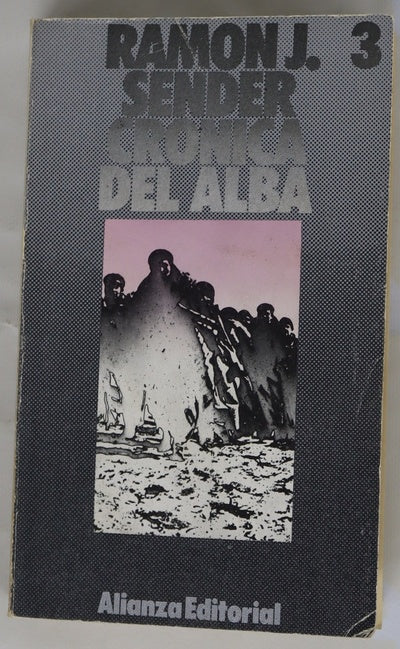 RAMON J. 3
SENDER
CRONICA
DEL ALBA
Alianza Editorial